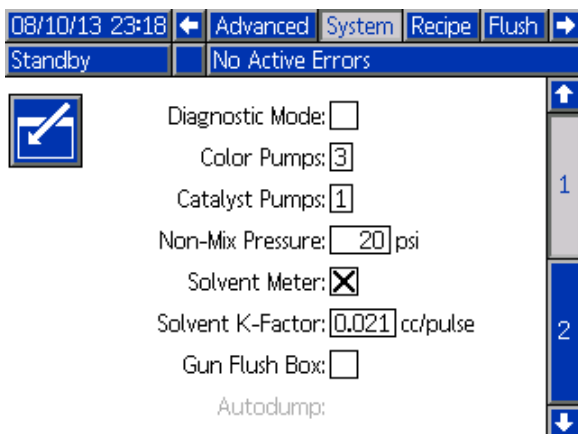 08/10/13 23:18 Advanced System Recipe Flush
Standby No Active Errors
Diagnostic Mode:
Color Pumps: 3
1
Catalyst Pumps: 1
Non-Mix Pressure: 20 psi
Solvent Meter:
Solvent K-Factor: 0.021 cc/pulse
2
Gun Flush Box:
Autodump: